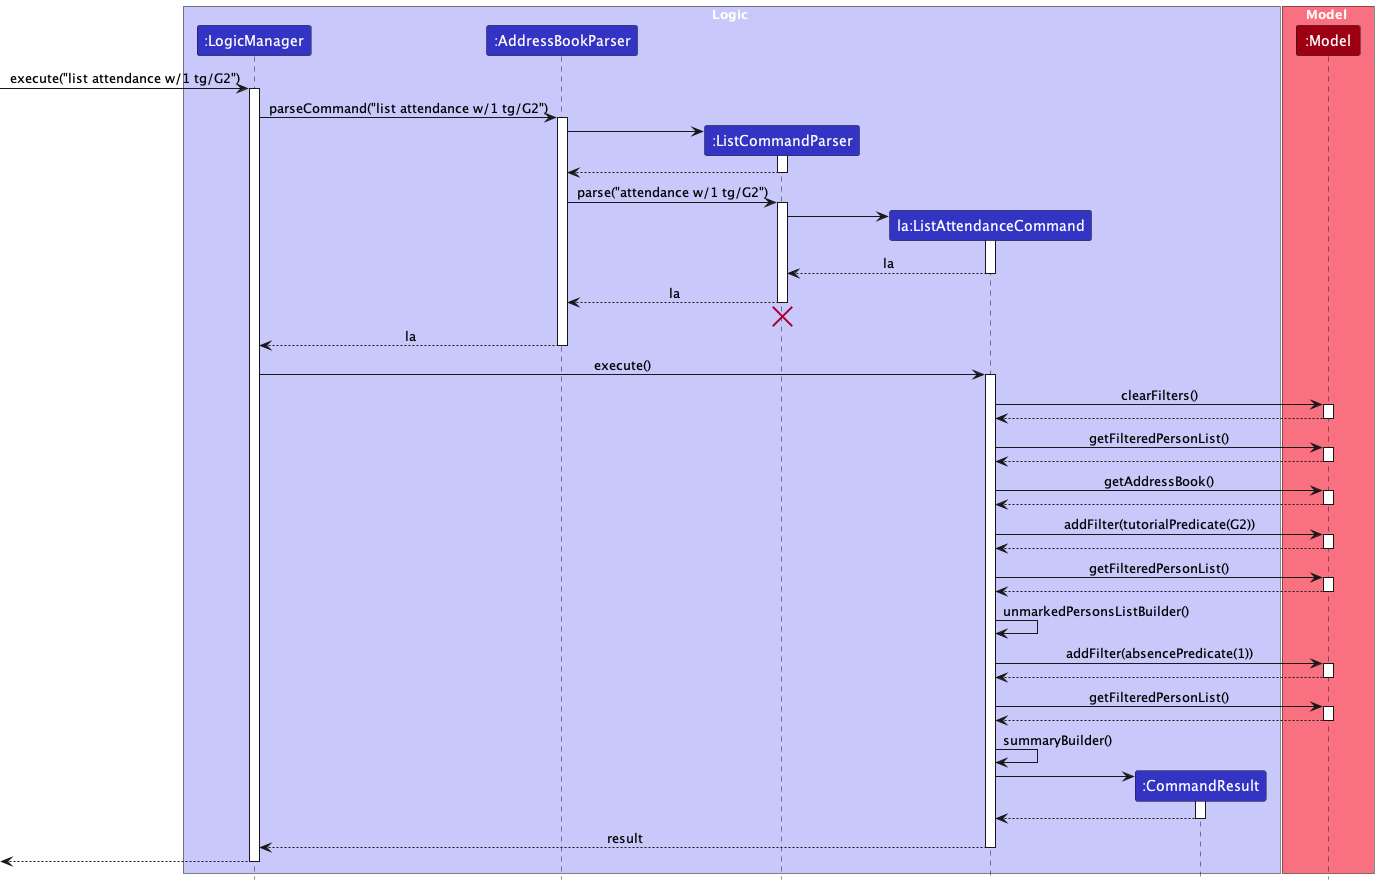 Logic
Model
:LogicManager
:AddressBookParser
:Model
execute("list attendance w/1 tg/G2")
parseCommand("list attendance w/1 tg/G2")
:ListCommandParser
parse("attendance w/1 tg/G2")
la:ListAttendanceCommand
la
la
la
execute()
clearFilters()
getFilteredPersonList()
getAddressBook()
addFilter(tutorialPredicate(G2))
getFilteredPersonList()
unmarkedPersonsListBuilder()
addFilter(absencePredicate(1))
getFilteredPersonList()
summaryBuilder()
:CommandResult
result